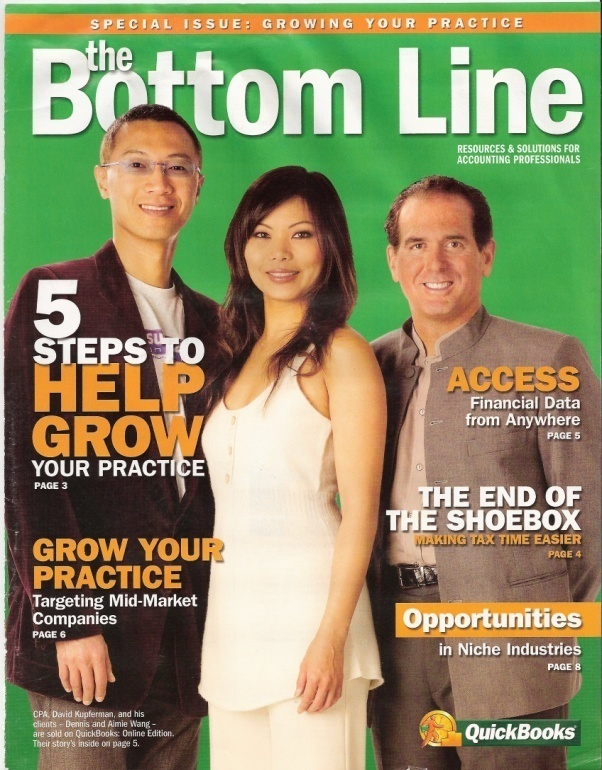 SPECIAL ISSUE: GROWING YOUR PRACTICE
the
Bottom Line
RESOURCES & SOLUTIONS FOR
ACCOUNTING PROFESSIONALS
5
STEPS TO
HELP
GROW
YOUR PRACTICE
PAGE 3
GROW YOUR
PRACTICE
Targeting Mid-Market
Companies
PAGE 6
CPA, David Kupferman, and his
clients – Dennis and Aimie Wang –
are sold on QuickBooks: Online Edition.
Their story's inside on page 5.
ACCESS
Financial Data
from Anywhere
PAGE 5
THE END OF
THE SHOEBOX
MAKING TAX TIME EASIER
PAGE 4
Opportunities
in Niche Industries
PAGE 8
QuickBooks